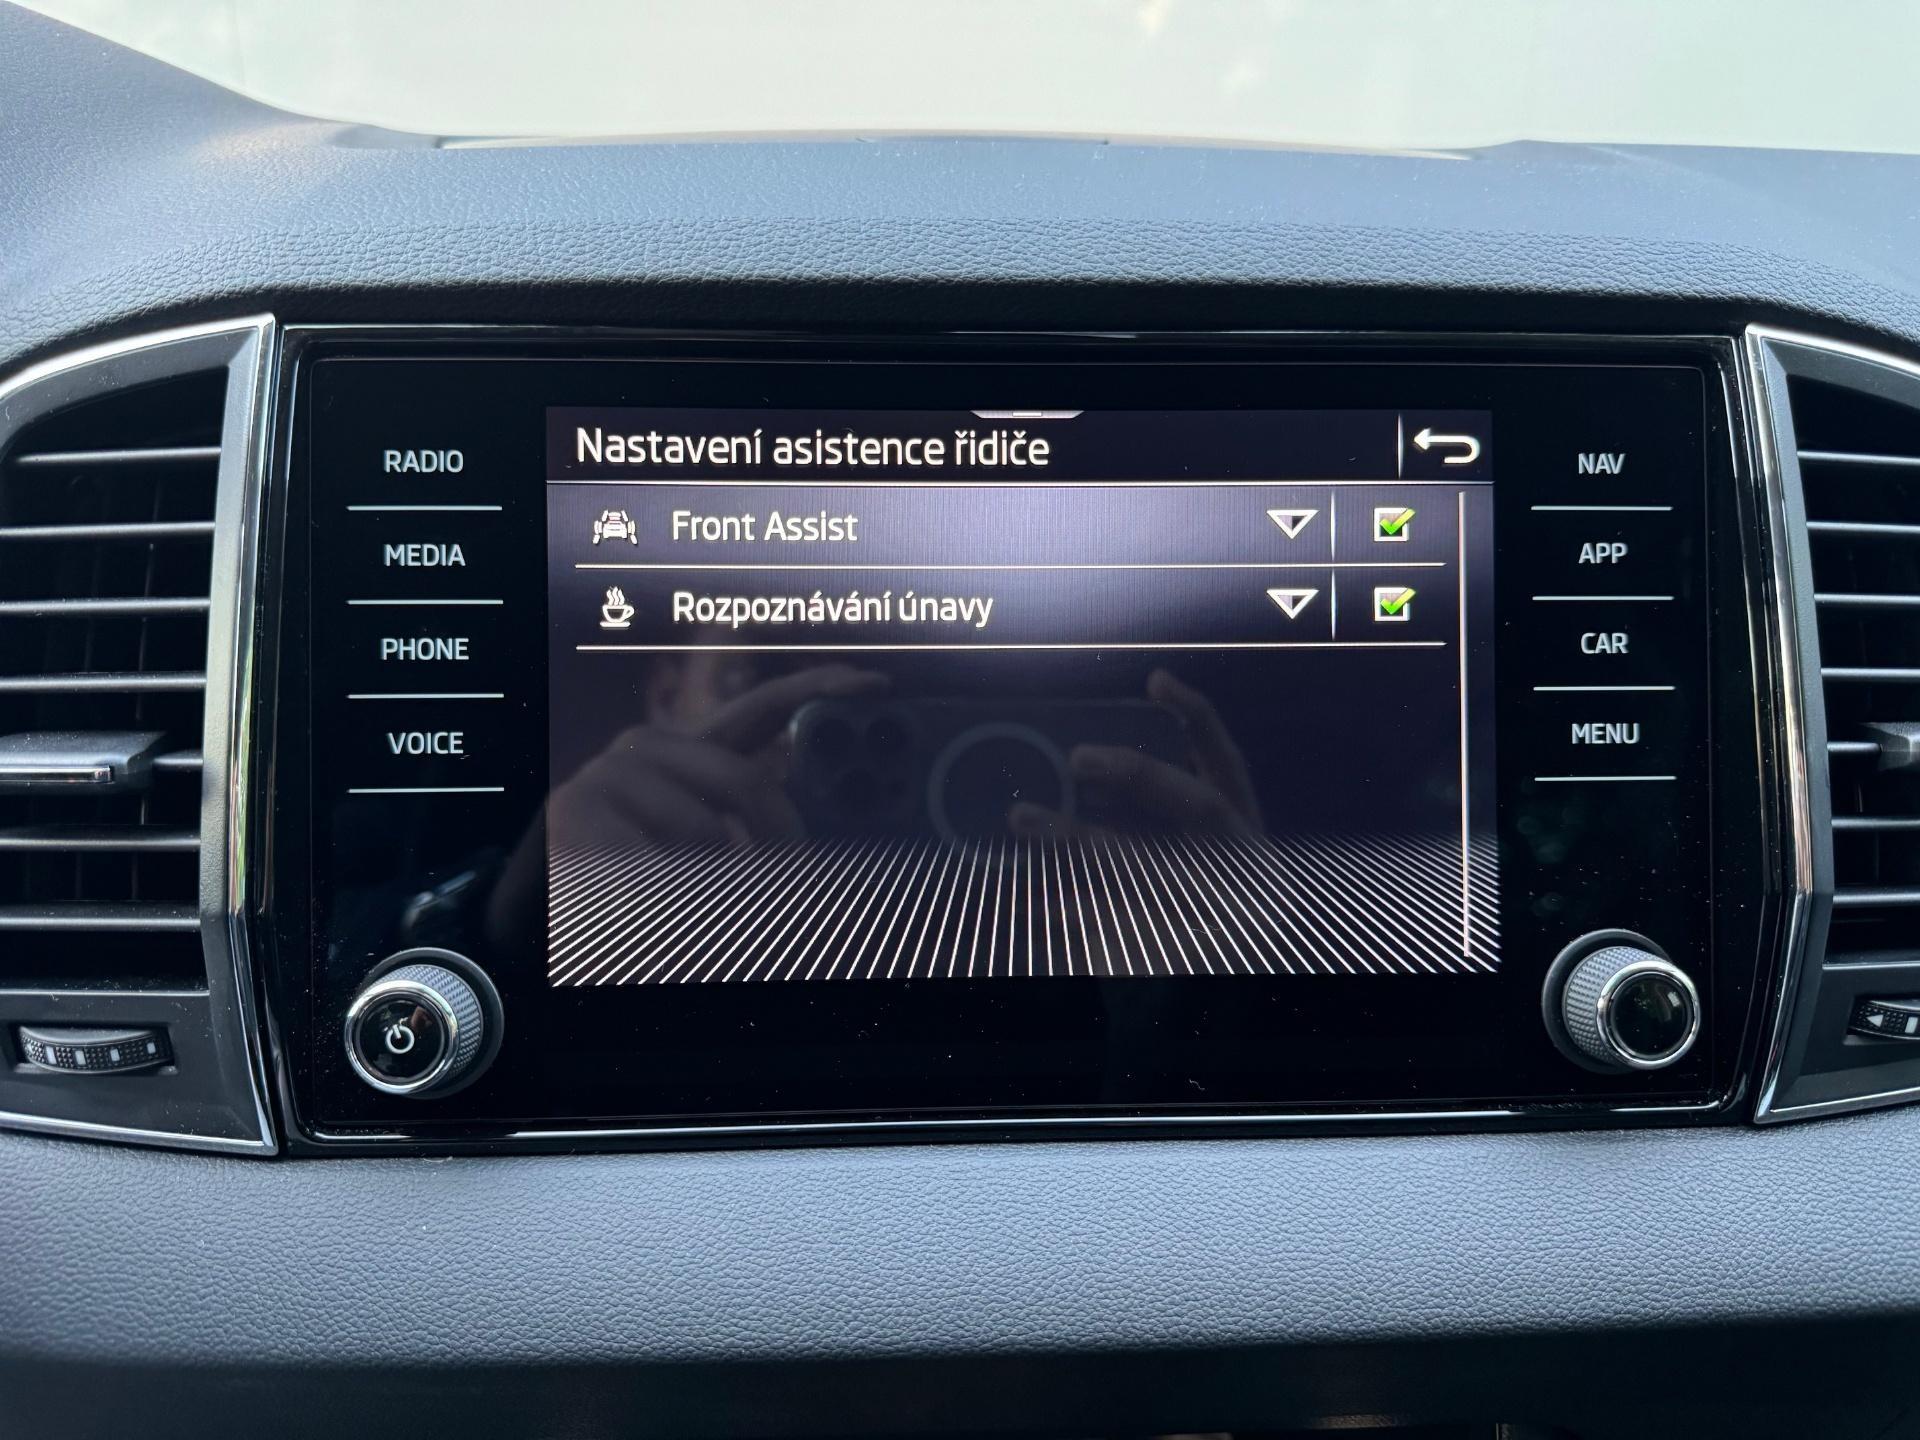 Nastavení asistence řidiče
Front Assist
Rozpoznávání únavy
RADIO
MEDIA
PHONE
VOICE
NAV
APP
CAR
MENU